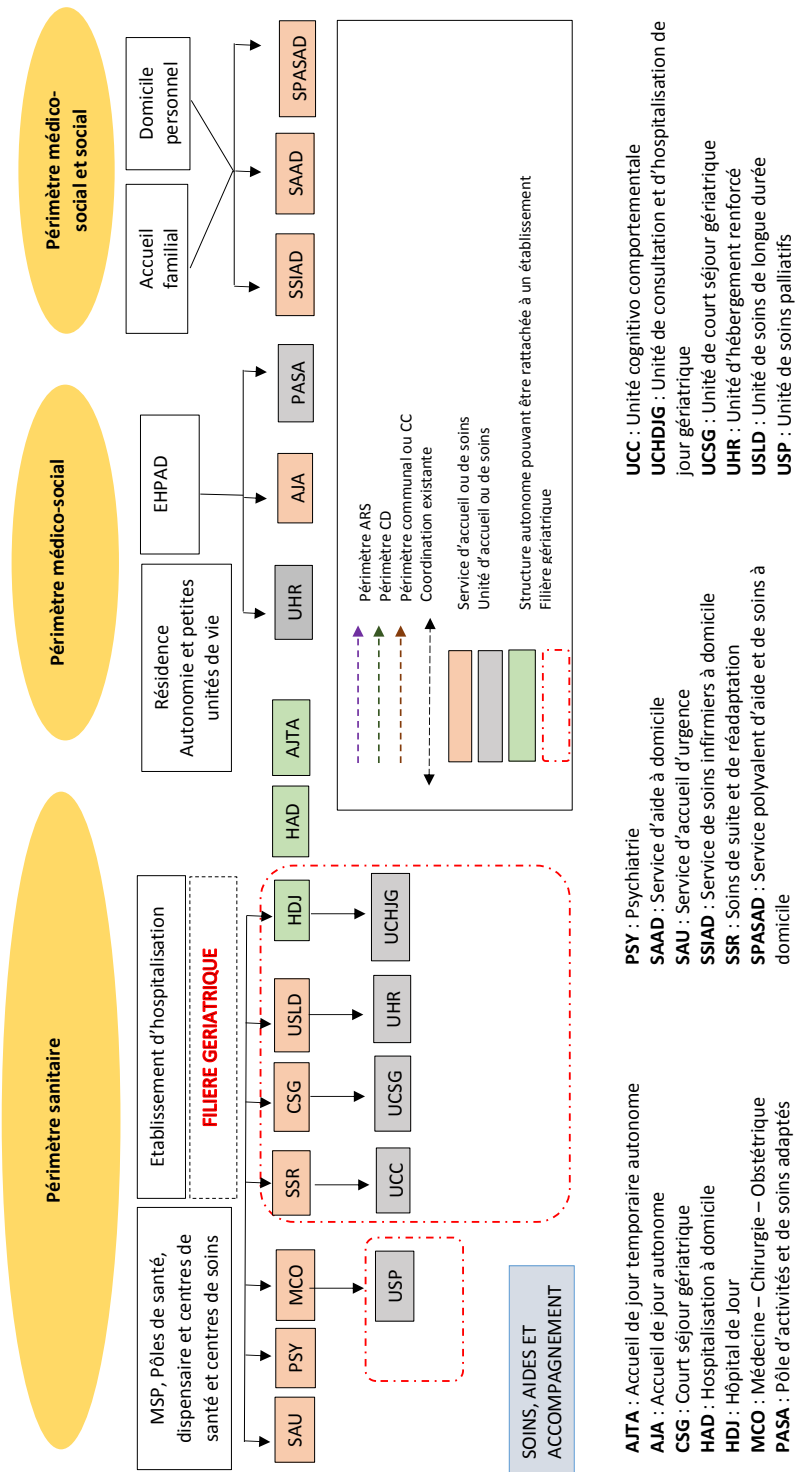 Périmètre sanitaire
Périmètre médico-social
Périmètre médico-
social et social
MSP, Pôles de santé,
dispensaire et centres de
santé et centres de soins
Etablissement d'hospitalisation
FILIERE GERIATRIQUE
Résidence
Autonomie et petites
unités de vie
EHPAD
Accueil
familial
Domicile
personnel
SAU
PSY
MCO
SSR
CSG
USLD
HDJ
HAD
AJTA
UHR
AJA
PASA
SSIAD
SAAD
SPASAD
USP
UCC
UCSG
UHR
UCHJG
Périmètre ARS
Périmètre CD
Périmètre communal ou CC
Coordination existante
Service d'accueil ou de soins
Unité d'accueil ou de soins
Structure autonome pouvant être rattachée à un établissement
Filière gériatrique
SOINS, AIDES ET
ACCOMPAGNEMENT
AJTA : Accueil de jour temporaire autonome
AJA : Accueil de jour autonome
CSG : Court séjour gériatrique
HAD : Hospitalisation à domicile
HDJ : Hôpital de Jour
MCO : Médecine – Chirurgie – Obstétrique
PASA : Pôle d'activités et de soins adaptés
PSY : Psychiatrie
SAAD : Service d'aide à domicile
SAU : Service d'accueil d'urgence
SSIAD : Service de soins infirmiers à domicile
SSR : Soins de suite et de réadaptation
SPASAD : Service polyvalent d'aide et de soins à
domicile
UCC : Unité cognitivo comportementale
UCHDJG : Unité de consultation et d'hospitalisation de
jour gériatrique
UCSG : Unité de court séjour gériatrique
UHR : Unité d'hébergement renforcé
USLD : Unité de soins de longue durée
USP : Unité de soins palliatifs